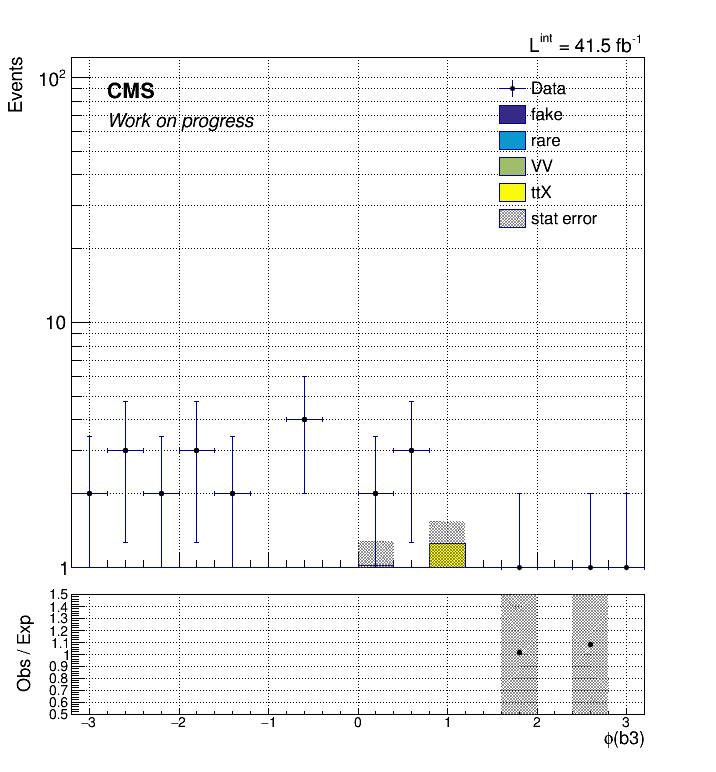 L^int = 41.5 fb^-1
Events
10^2
CMS
Work on progress
Data
fake
rare
VV
ttX
stat error
10
1
Obs / Exp
1.5
1.4
1.3
1.2
1.1
1
0.9
0.8
0.7
0.6
0.5
−3 −2 −1 0 1 2 3
ϕ(b3)